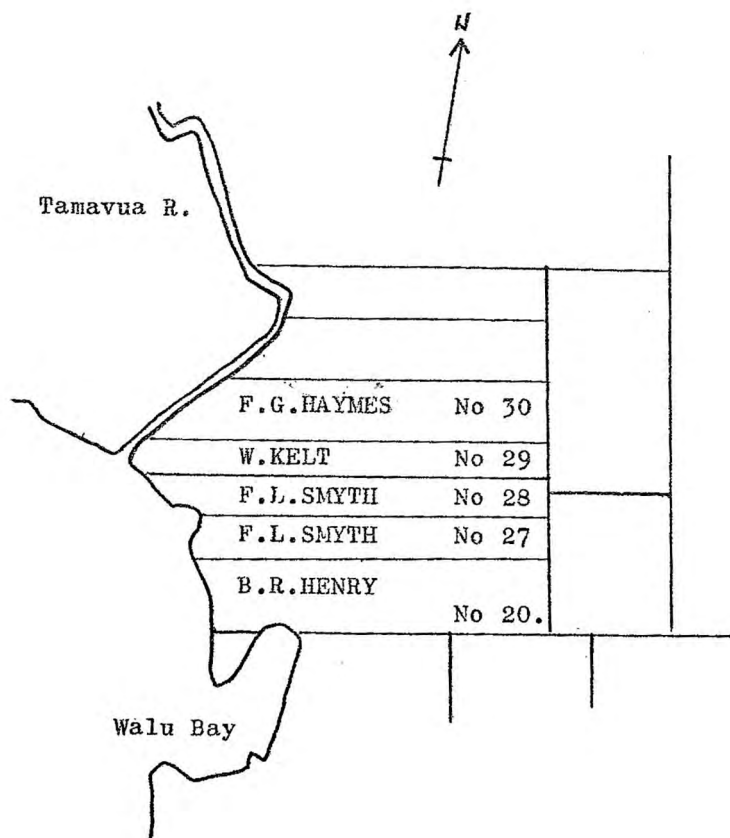 N
Tamavua R.
F.G.HAYMES No 30
W.KELT No 29
F.L.SMYTH No 28
F.L.SMYTH No 27
B.R.HENRY
No 20.
Walu Bay